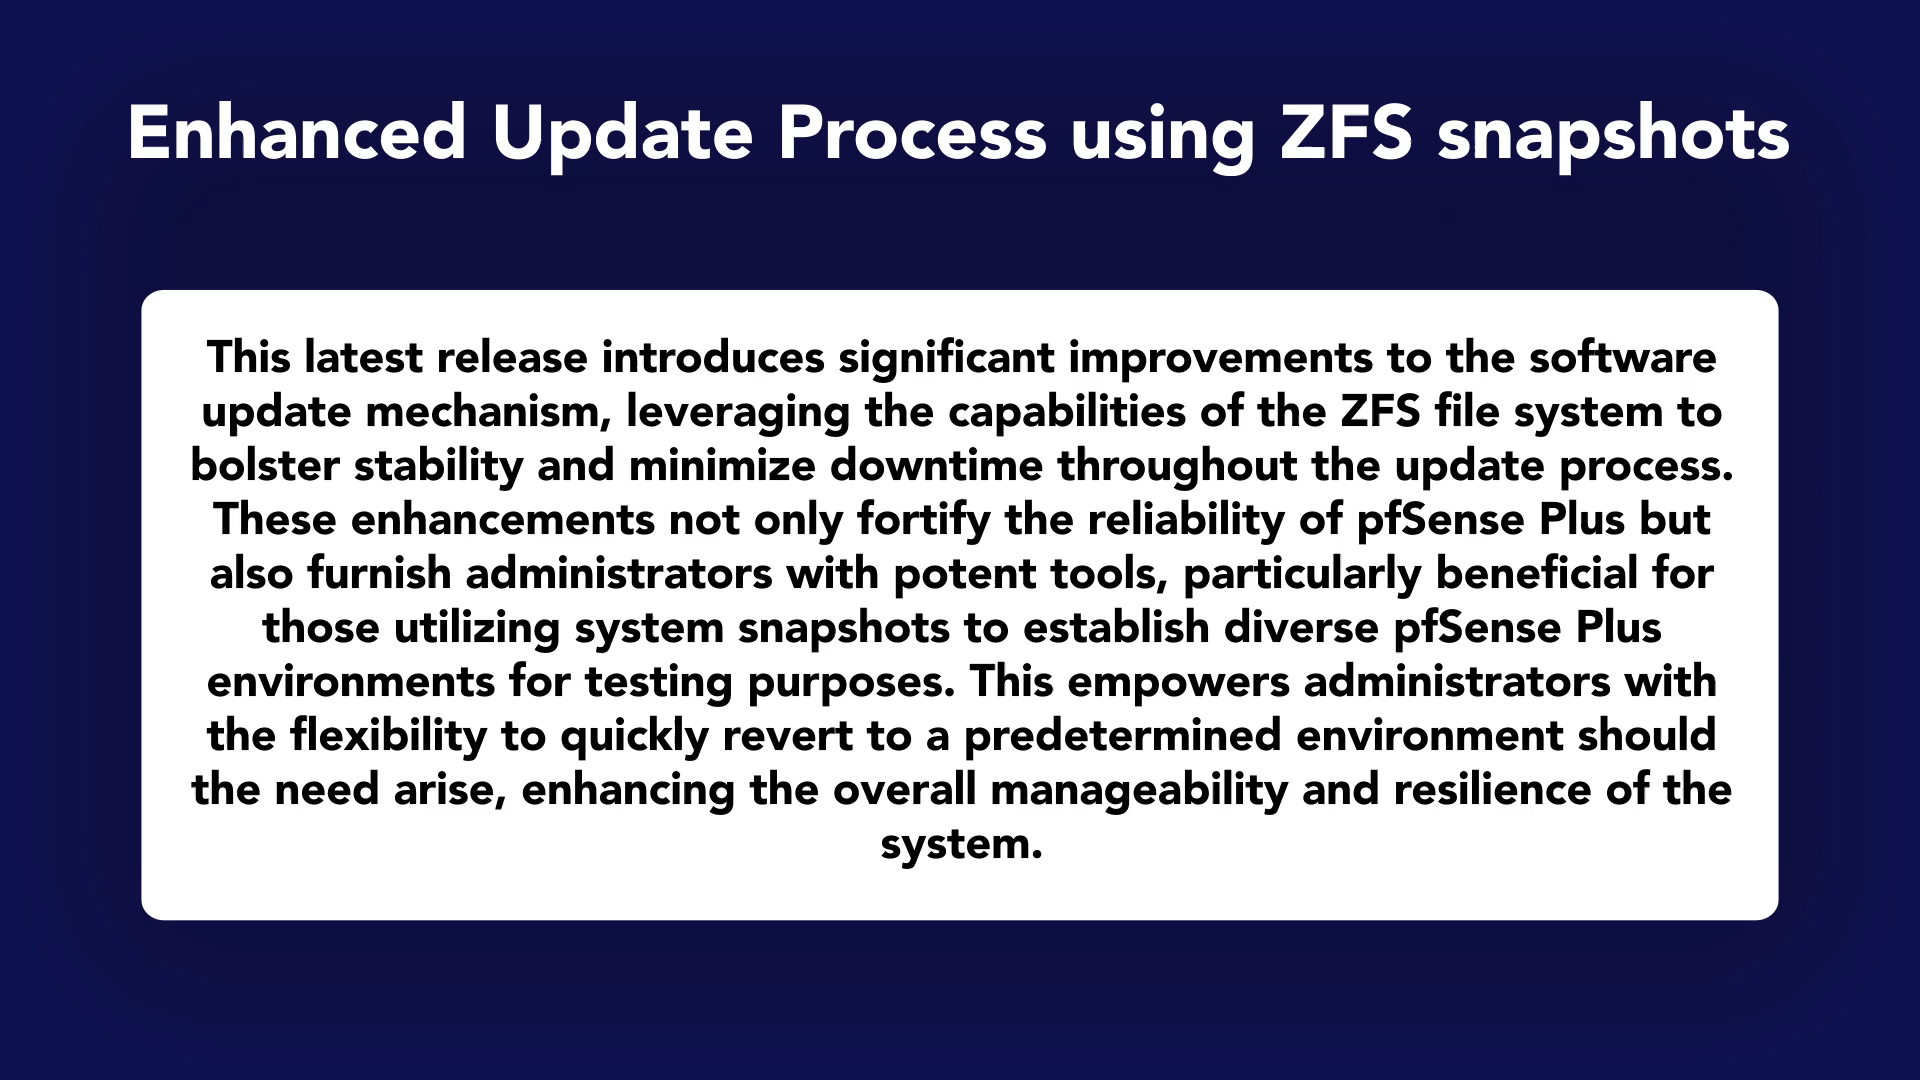 Enhanced Update Process using ZFS snapshots
This latest release introduces significant improvements to the software
update mechanism, leveraging the capabilities of the ZFS file system to
bolster stability and minimize downtime throughout the update process.
These enhancements not only fortify the reliability of pfSense Plus but
also furnish administrators with potent tools, particularly beneficial for
those utilizing system snapshots to establish diverse pfSense Plus
environments for testing purposes. This empowers administrators with
the flexibility to quickly revert to a predetermined environment should
the need arise, enhancing the overall manageability and resilience of the
system.